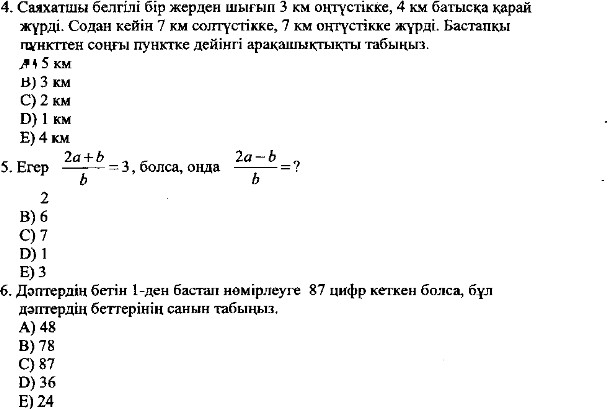 4. Саяхатшы белгілі бір жерден шығып 3 км оңтүстікке, 4 км батысқа қарай
жүрді. Содан кейін 7 км солтүстікке, 7 км оңтүстікке жүрді. Бастапқы
пункттен соңғы пунктке дейінгі арақашықтықты табыңыз.
5 км
B) 3 км
C) 2 км
D) 1 км
E) 4 км
5. Егер (2a+b)/b = 3, болса, онда (2a−b)/b = ?
2
B) 6
C) 7
D) 1
E) 3
6. Дәптердің бетін 1-ден бастап нөмірлеуге 87 цифр кеткен болса, бұл
дәптердің беттерінің санын табыңыз.
A) 48
B) 78
C) 87
D) 36
E) 24